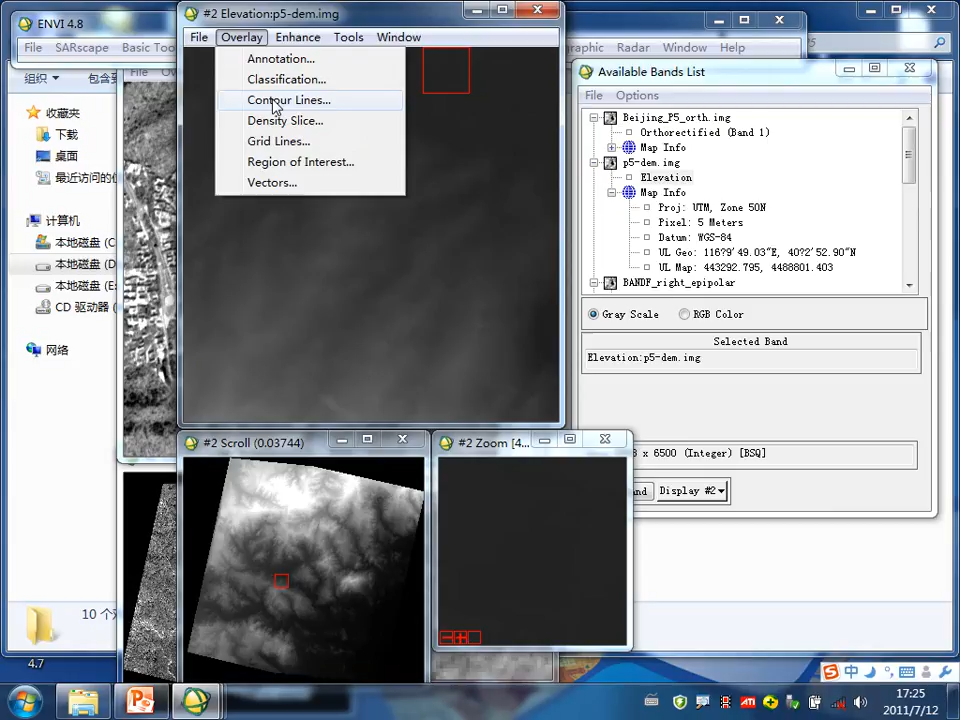 #2 Elevation:p5-dem.img
File Overlay Enhance Tools Window
Annotation...
Classification...
Contour Lines...
Density Slice...
Grid Lines...
Region of Interest...
Vectors...
ENVI 4.8
File SARscape Basic Tool
graphic Radar Window Help
组织 包含到
File Ov
收藏夹
下载
桌面
最近访问的位
计算机
本地磁盘 (C
本地磁盘 (D
本地磁盘 (E:
CD 驱动器 (
网络
10 个对
4.7
Available Bands List
File Options
Beijing_P5_orth.img
Orthorectified (Band 1)
Map Info
p5-dem.img
Elevation
Map Info
Proj: UTM, Zone 50N
Pixel: 5 Meters
Datum: WGS-84
UL Geo: 116?9'49.03"E, 40?2'52.90"N
UL Map: 443292.795, 4488801.403
BANDF_right_epipolar
Gray Scale RGB Color
Selected Band
Elevation:p5-dem.img
x 6500 (Integer) [BSQ]
Display #2
#2 Scroll (0.03744)
#2 Zoom [4...
中
ATI
17:25
2011/7/12